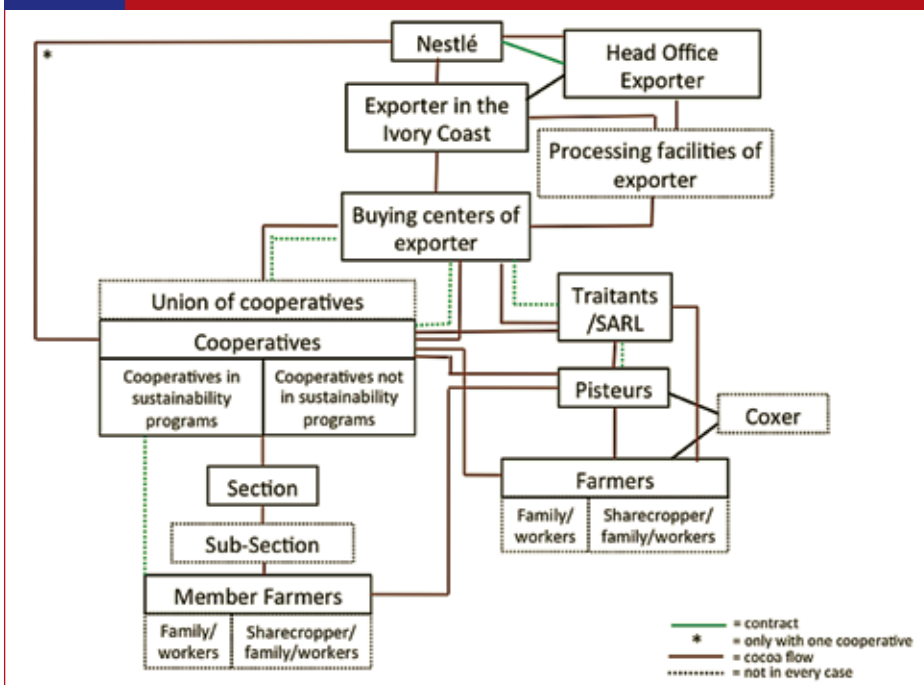 *
Nestlé
Head Office
Exporter
Exporter in the
Ivory Coast
Processing facilities of
exporter
Buying centers of
exporter
Union of cooperatives
Traitants
/SARL
Cooperatives
Cooperatives in
sustainability
programs
Cooperatives not
in sustainability
programs
Pisteurs
Coxer
Section
Farmers
Family/
workers
Sharecropper/
family/workers
Sub-Section
Member Farmers
Family/
workers
Sharecropper/
family/workers
= contract
* = only with one cooperative
= cocoa flow
= not in every case